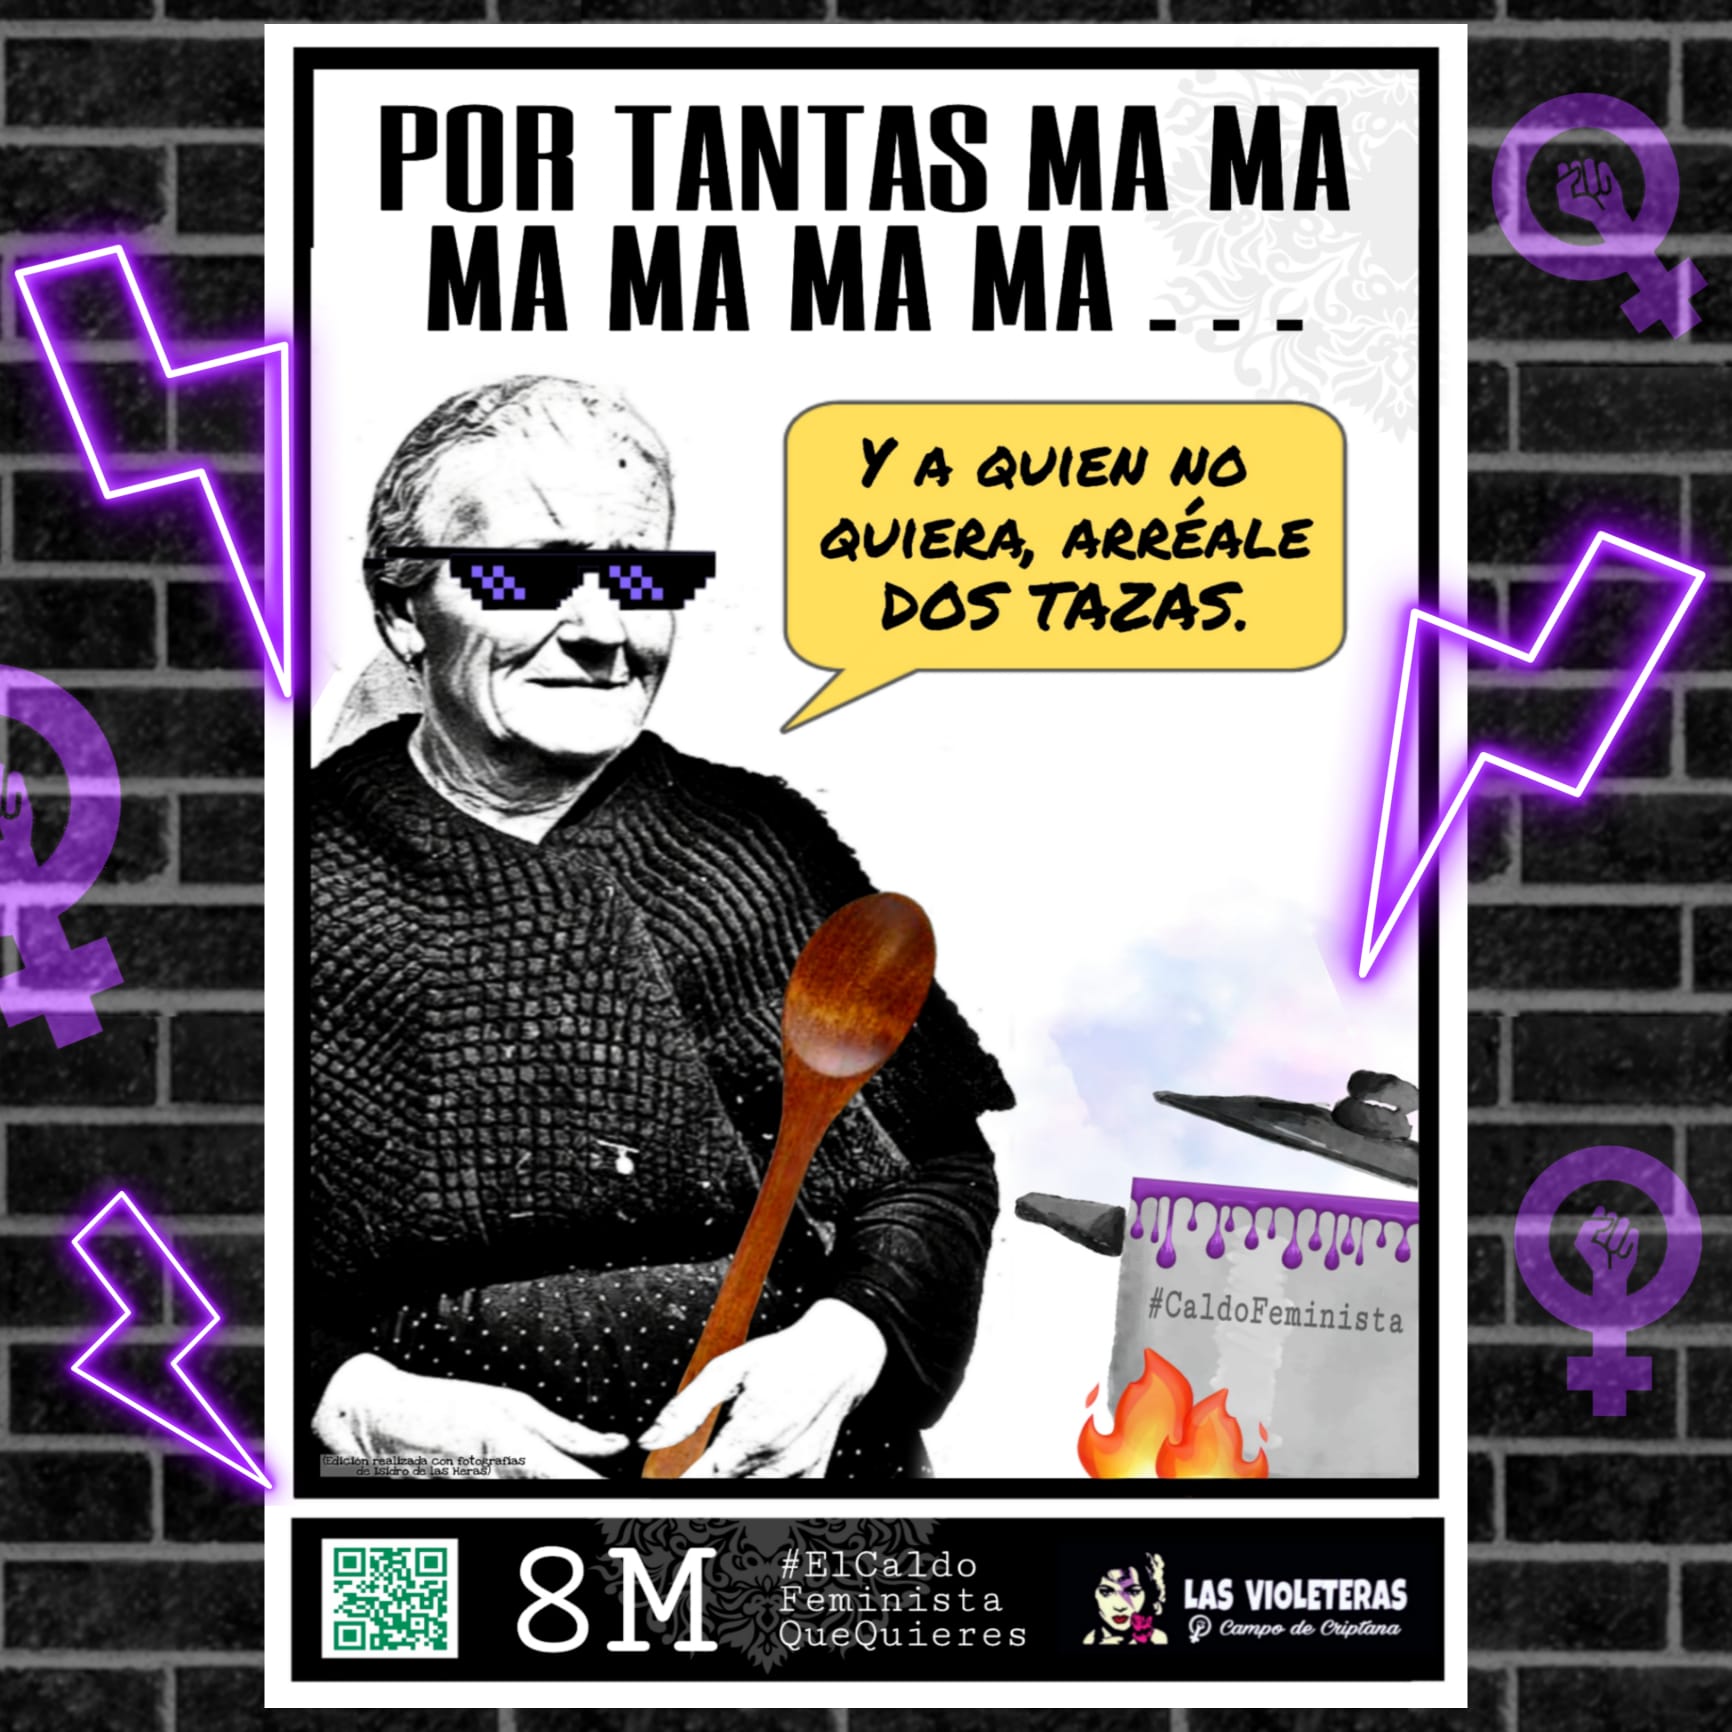 POR TANTAS MA MA
MA MA MA MA...
Y A QUIEN NO
QUIERA, ARRÉALE
DOS TAZAS.
#CaldoFeminista
(Edición realizada con fotografías
de Isidro de las Heras)
8M
#ElCaldo
Feminista
QueQuieres
LAS VIOLETERAS
Campo de Criptana